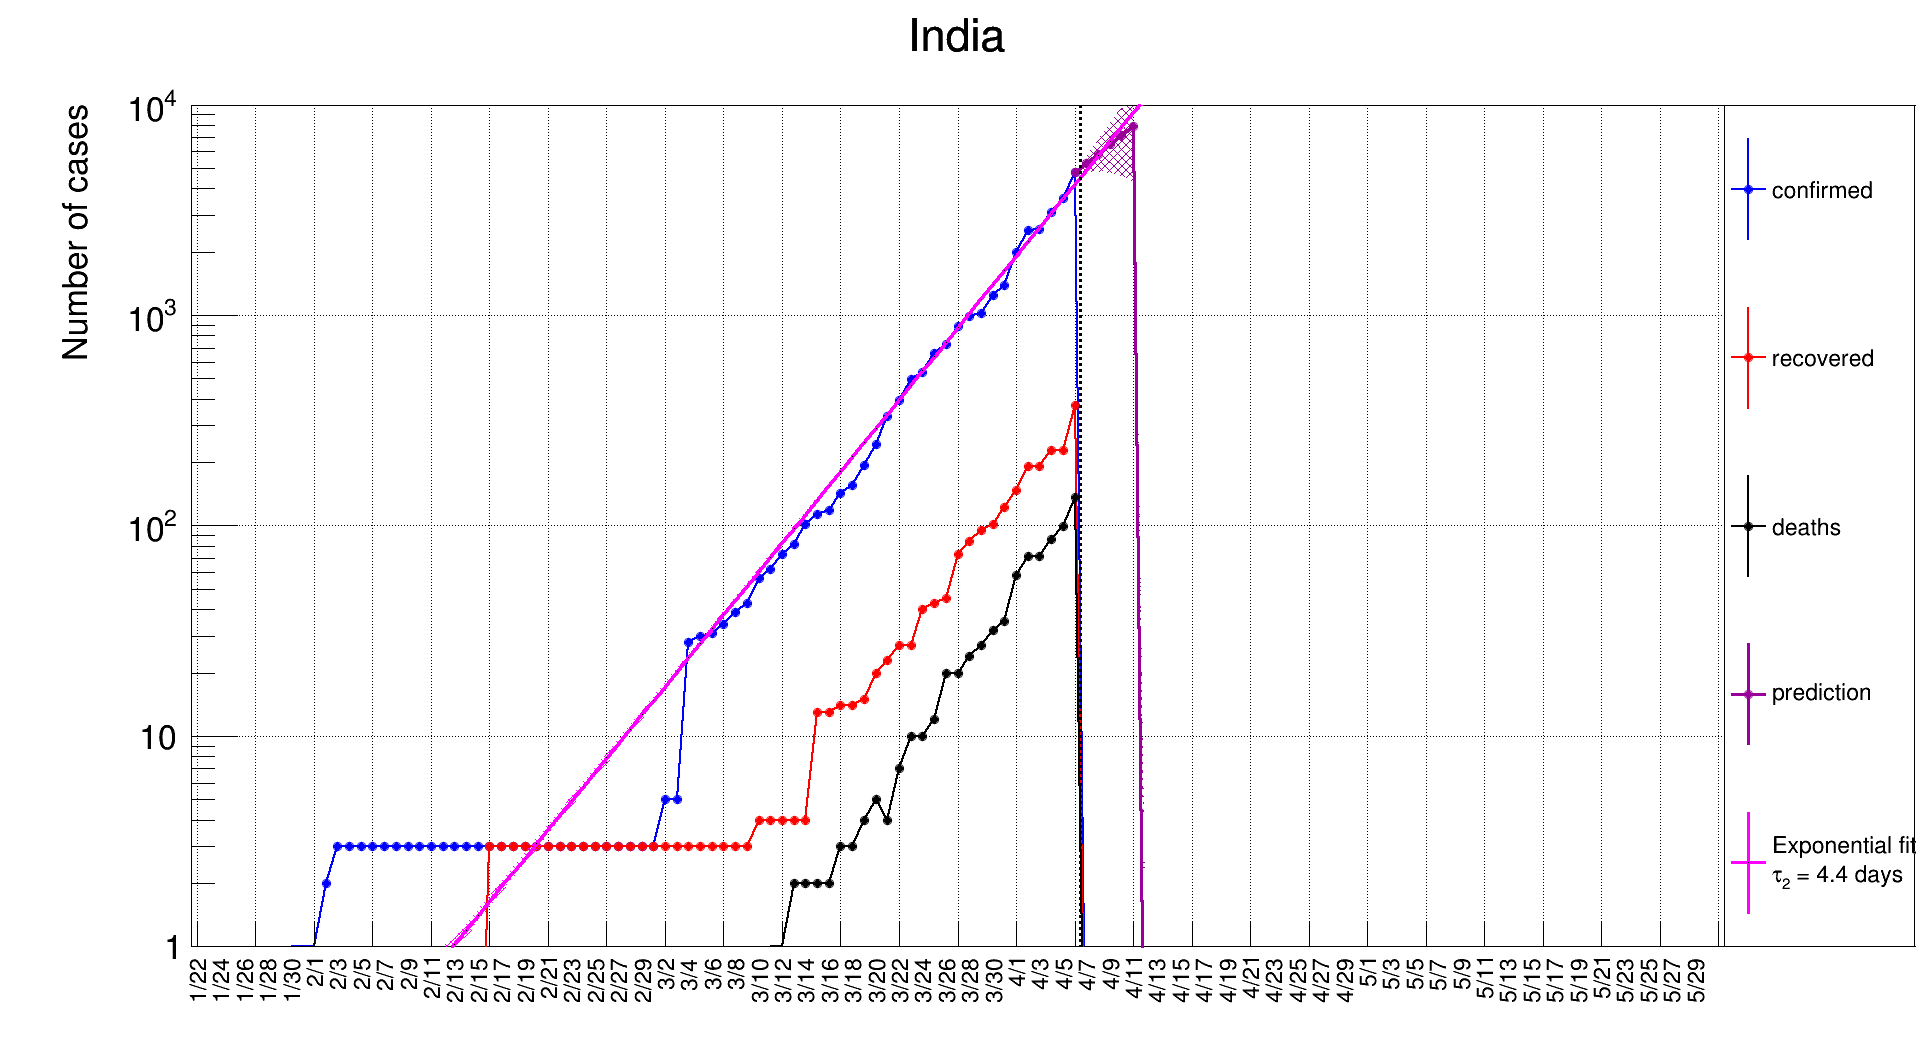 India
Number of cases
10⁴
10³
10²
10
1
1/22 1/24 1/26 1/28 1/30 2/1 2/3 2/5 2/7 2/9 2/11 2/13 2/15 2/17 2/19 2/21 2/23 2/25 2/27 2/29 3/2 3/4 3/6 3/8 3/10 3/12 3/14 3/16 3/18 3/20 3/22 3/24 3/26 3/28 3/30 4/1 4/3 4/5 4/7 4/9 4/11 4/13 4/15 4/17 4/19 4/21 4/23 4/25 4/27 4/29 5/1 5/3 5/5 5/7 5/9 5/11 5/13 5/15 5/17 5/19 5/21 5/23 5/25 5/27 5/29
confirmed
recovered
deaths
prediction
Exponential fit
τ₂ = 4.4 days